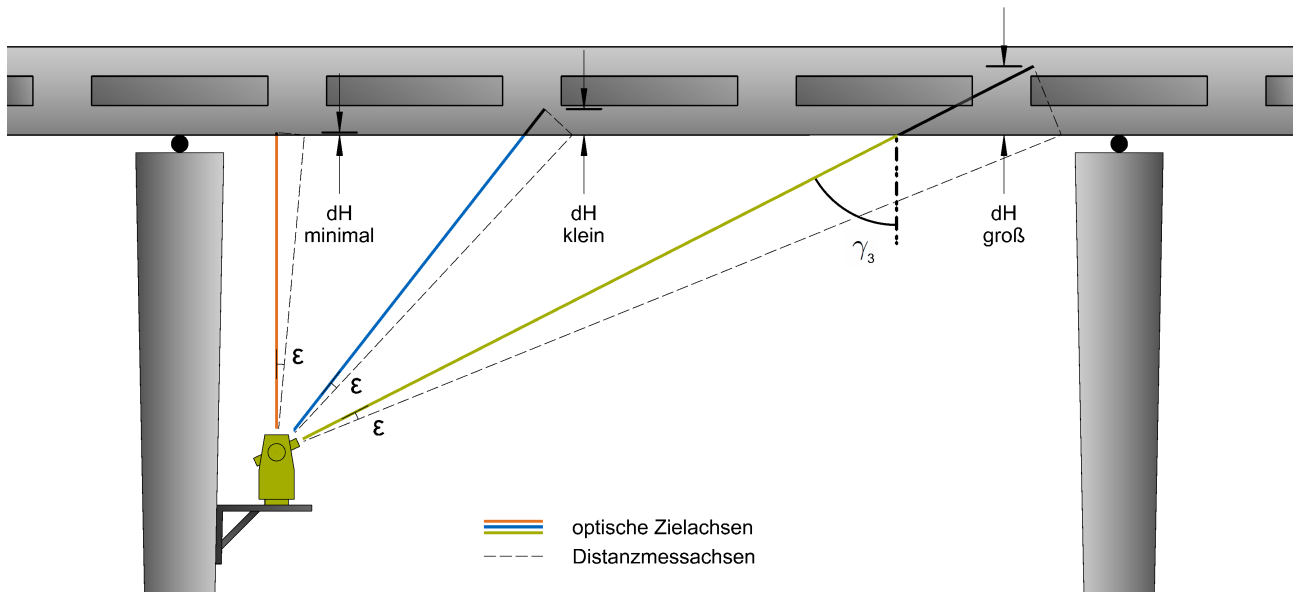 dH
minimal
dH
klein
dH
groß
γ3
ε
ε
ε
optische Zielachsen
Distanzmessachsen